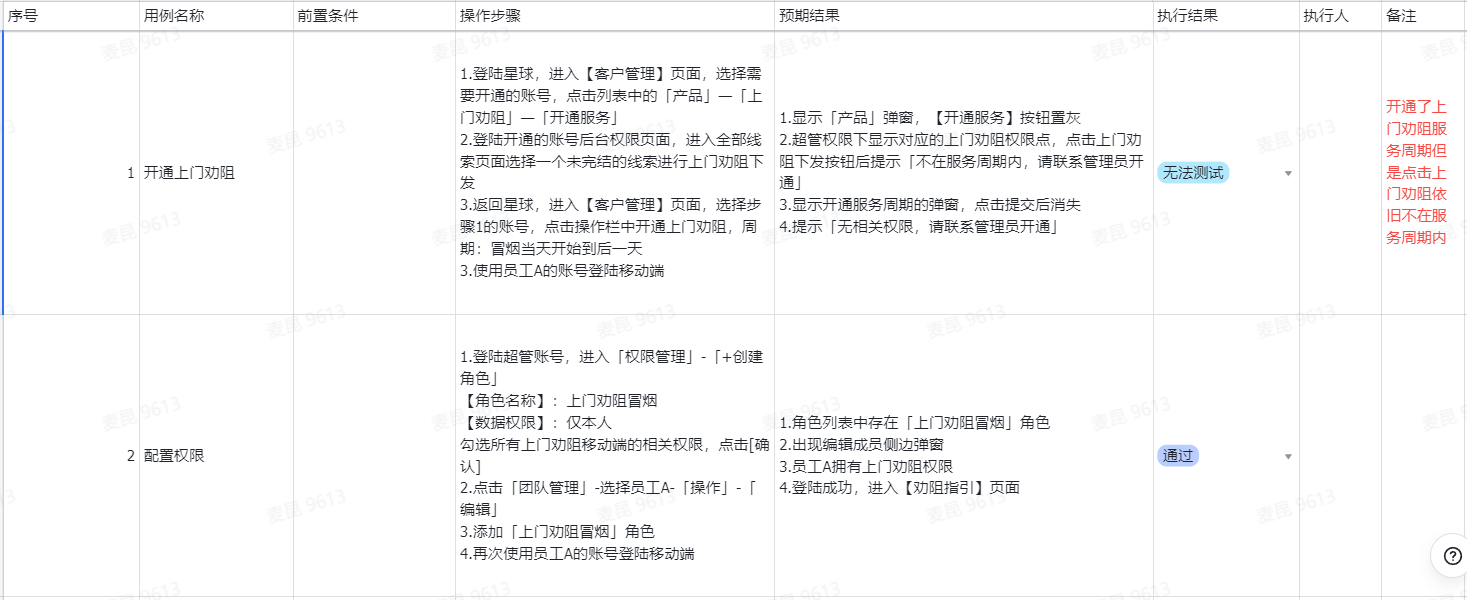 序号 用例名称 前置条件 操作步骤 预期结果 执行结果 执行人 备注
1 开通上门劝阻
1.登陆星球，进入【客户管理】页面，选择需
要开通的账号，点击列表中的「产品」—「上
门劝阻」—「开通服务」
2.登陆开通的账号后台权限页面，进入全部线
索页面选择一个未完结的线索进行上门劝阻下
发
3.返回星球，进入【客户管理】页面，选择步
骤1的账号，点击操作栏中开通上门劝阻，周
期：冒烟当天开始到后一天
3.使用员工A的账号登陆移动端
1.显示「产品」弹窗，【开通服务】按钮置灰
2.超管权限下显示对应的上门劝阻权限点，点击上门劝
阻下发按钮后提示「不在服务周期内，请联系管理员开
通」
3.显示开通服务周期的弹窗，点击提交后消失
4.提示「无相关权限，请联系管理员开通」
无法测试
开通了上
门劝阻服
务周期但
是点击上
门劝阻依
旧不在服
务周期内
2 配置权限
1.登陆超管账号，进入「权限管理」-「+创建
角色」
【角色名称】：上门劝阻冒烟
【数据权限】：仅本人
勾选所有上门劝阻移动端的相关权限，点击[确
认]
2.点击「团队管理」-选择员工A-「操作」-「
编辑」
3.添加「上门劝阻冒烟」角色
4.再次使用员工A的账号登陆移动端
1.角色列表中存在「上门劝阻冒烟」角色
2.出现编辑成员侧边弹窗
3.员工A拥有上门劝阻权限
4.登陆成功，进入【劝阻指引】页面
通过
麦昆 9613